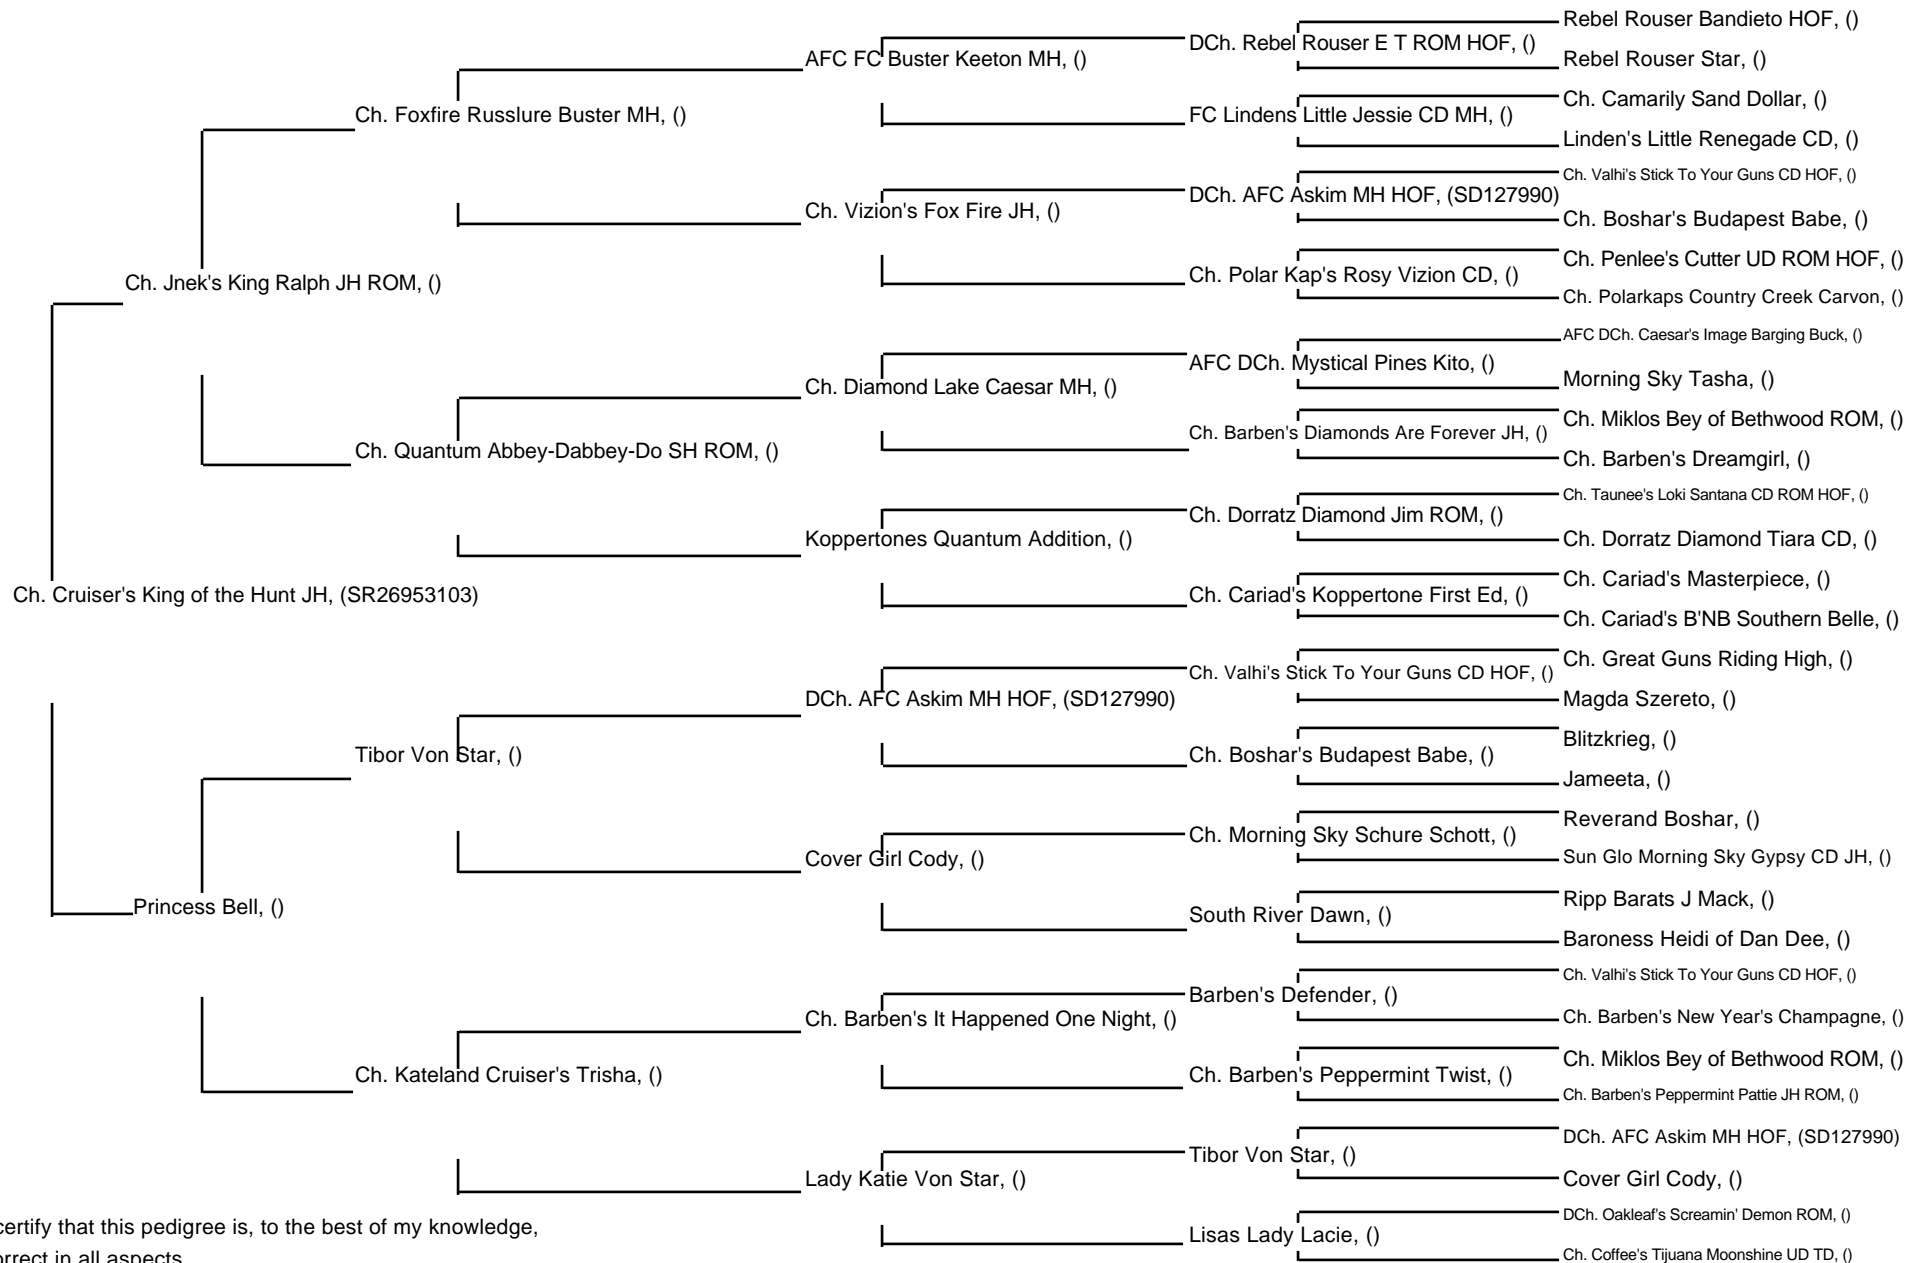 Rebel Rouser Bandieto HOF, ()
DCh. Rebel Rouser E T ROM HOF, ()
AFC FC Buster Keeton MH, ()
Rebel Rouser Star, ()
Ch. Camarily Sand Dollar, ()
Ch. Foxfire Russlure Buster MH, ()
FC Lindens Little Jessie CD MH, ()
Linden's Little Renegade CD, ()
Ch. Valhi's Stick To Your Guns CD HOF, ()
DCh. AFC Askim MH HOF, (SD127990)
Ch. Vizion's Fox Fire JH, ()
Ch. Boshar's Budapest Babe, ()
Ch. Penlee's Cutter UD ROM HOF, ()
Ch. Polar Kap's Rosy Vizion CD, ()
Ch. Jnek's King Ralph JH ROM, ()
Ch. Polarkaps Country Creek Carvon, ()
AFC DCh. Caesar's Image Barging Buck, ()
AFC DCh. Mystical Pines Kito, ()
Ch. Diamond Lake Caesar MH, ()
Morning Sky Tasha, ()
Ch. Miklos Bey of Bethwood ROM, ()
Ch. Barben's Diamonds Are Forever JH, ()
Ch. Quantum Abbey-Dabbey-Do SH ROM, ()
Ch. Barben's Dreamgirl, ()
Ch. Taunee's Loki Santana CD ROM HOF, ()
Ch. Dorratz Diamond Jim ROM, ()
Koppertones Quantum Addition, ()
Ch. Dorratz Diamond Tiara CD, ()
Ch. Cariad's Masterpiece, ()
Ch. Cruiser's King of the Hunt JH, (SR26953103)
Ch. Cariad's Koppertone First Ed, ()
Ch. Cariad's B'NB Southern Belle, ()
Ch. Great Guns Riding High, ()
Ch. Valhi's Stick To Your Guns CD HOF, ()
DCh. AFC Askim MH HOF, (SD127990)
Magda Szereto, ()
Blitzkrieg, ()
Tibor Von Star, ()
Ch. Boshar's Budapest Babe, ()
Jameeta, ()
Reverand Boshar, ()
Ch. Morning Sky Schure Schott, ()
Cover Girl Cody, ()
Sun Glo Morning Sky Gypsy CD JH, ()
Ripp Barats J Mack, ()
Princess Bell, ()
South River Dawn, ()
Baroness Heidi of Dan Dee, ()
Ch. Valhi's Stick To Your Guns CD HOF, ()
Barben's Defender, ()
Ch. Barben's It Happened One Night, ()
Ch. Barben's New Year's Champagne, ()
Ch. Miklos Bey of Bethwood ROM, ()
Ch. Kateland Cruiser's Trisha, ()
Ch. Barben's Peppermint Twist, ()
Ch. Barben's Peppermint Pattie JH ROM, ()
DCh. AFC Askim MH HOF, (SD127990)
Tibor Von Star, ()
Lady Katie Von Star, ()
Cover Girl Cody, ()
DCh. Oakleaf's Screamin' Demon ROM, ()
certify that this pedigree is, to the best of my knowledge,
Lisas Lady Lacie, ()
Ch. Coffee's Tijuana Moonshine UD TD, ()
orrect in all aspects